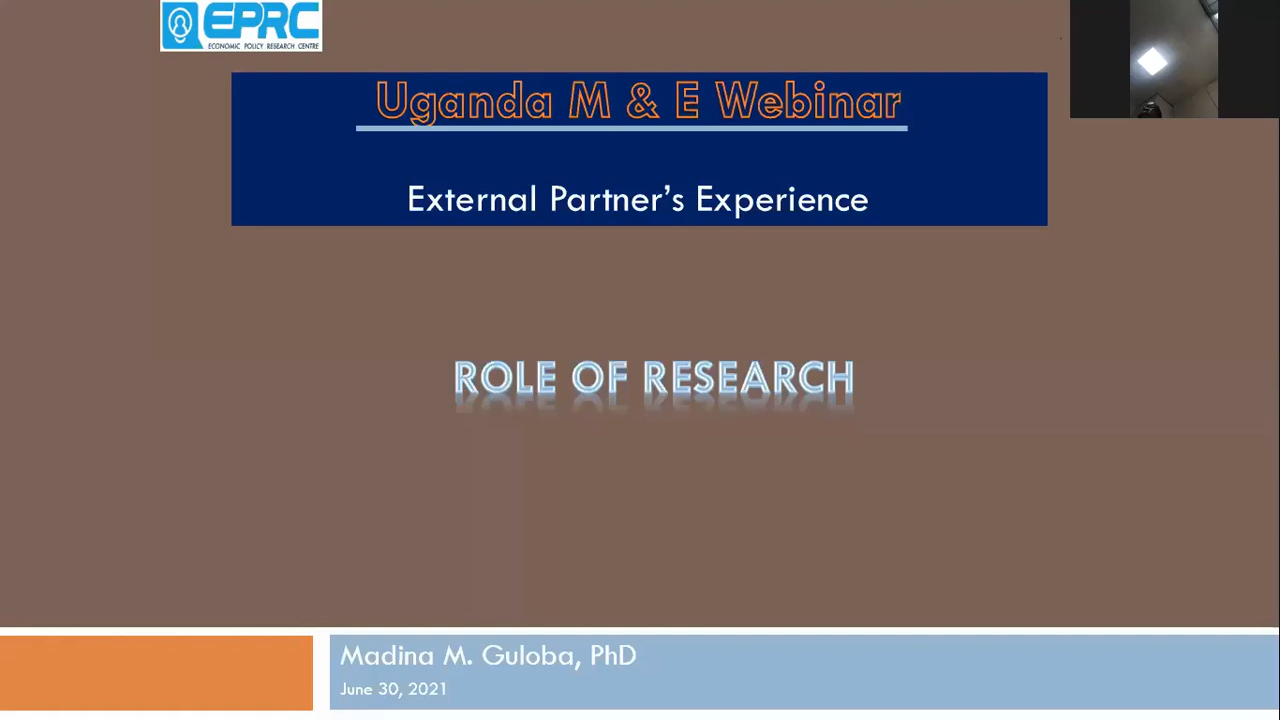 EPRC
ECONOMIC POLICY RESEARCH CENTRE
Uganda M & E Webinar
External Partner’s Experience
ROLE OF RESEARCH
Madina M. Guloba, PhD
June 30, 2021